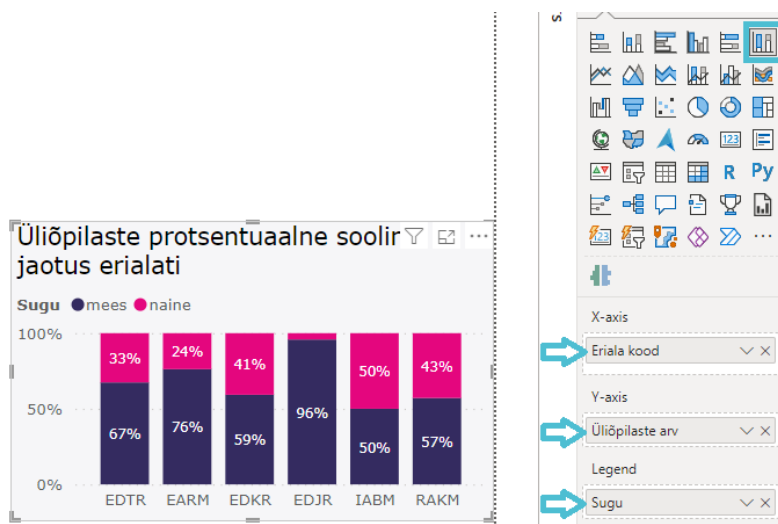 Üliõpilaste protsentuaalne soolir
jaotus erialati
Sugu mees naine
100%
50%
0%
33% 24% 41% 50% 43%
67% 76% 59% 96% 50% 57%
EDTR EARM EDKR EDJR IABM RAKM
123
R Py
123
X-axis
Eriala kood
Y-axis
Üliõpilaste arv
Legend
Sugu